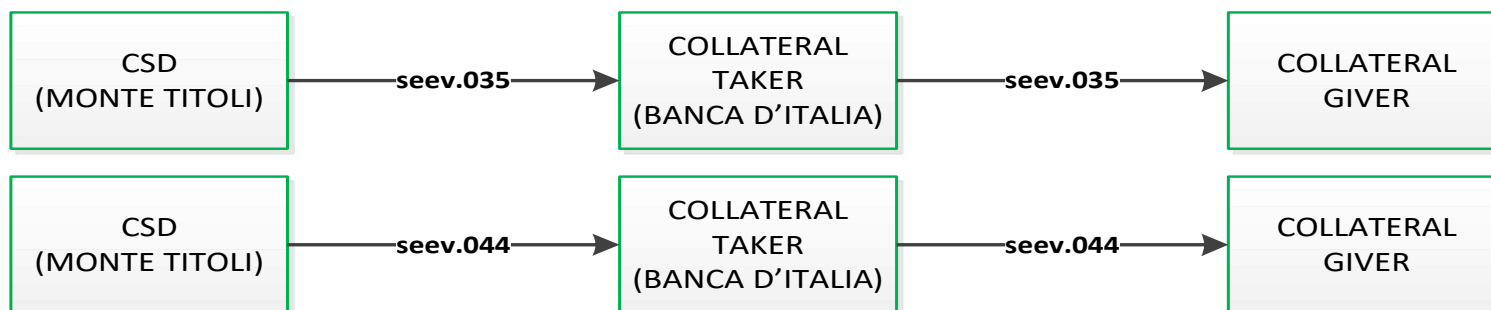 CSD
(MONTE TITOLI)
seev.035
COLLATERAL
TAKER
(BANCA D'ITALIA)
seev.035
COLLATERAL
GIVER
CSD
(MONTE TITOLI)
seev.044
COLLATERAL
TAKER
(BANCA D'ITALIA)
seev.044
COLLATERAL
GIVER